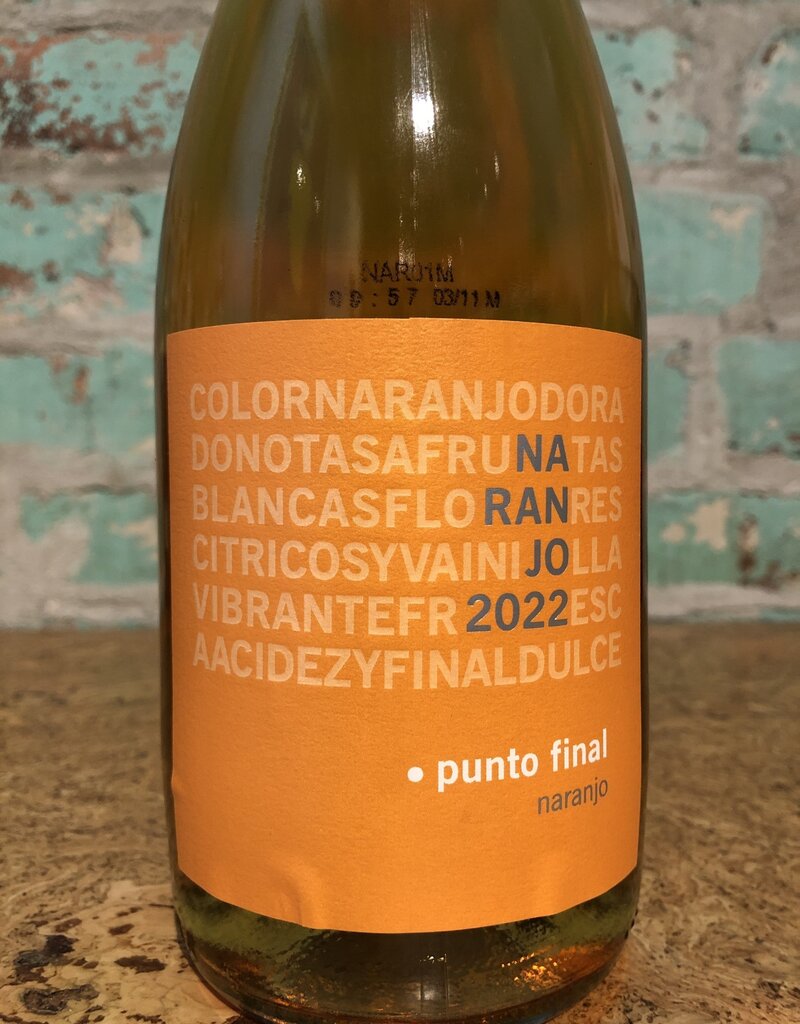 NAR01M
09:57 03/11 M
COLORNARANJODORA
DONOTASAFRUNATAS
BLANCASFLORANRES
CITRICOSYVAINIJOLLA
VIBRANTEFR2022ESC
AACIDEZYFINALDULCE
• punto final
naranjo